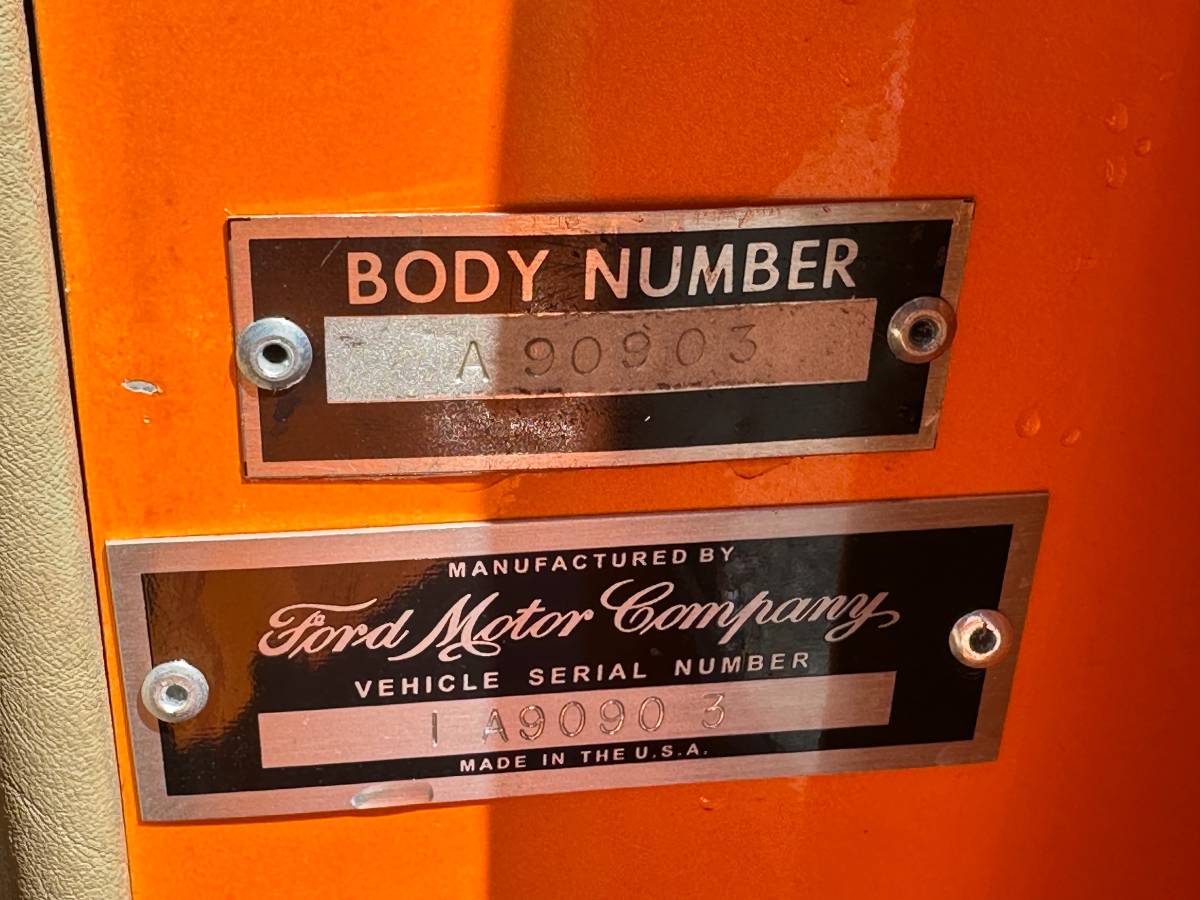 BODY NUMBER
A 90903
MANUFACTURED BY
Ford Motor Company
VEHICLE SERIAL NUMBER
1 A9090 3
MADE IN THE U.S.A.